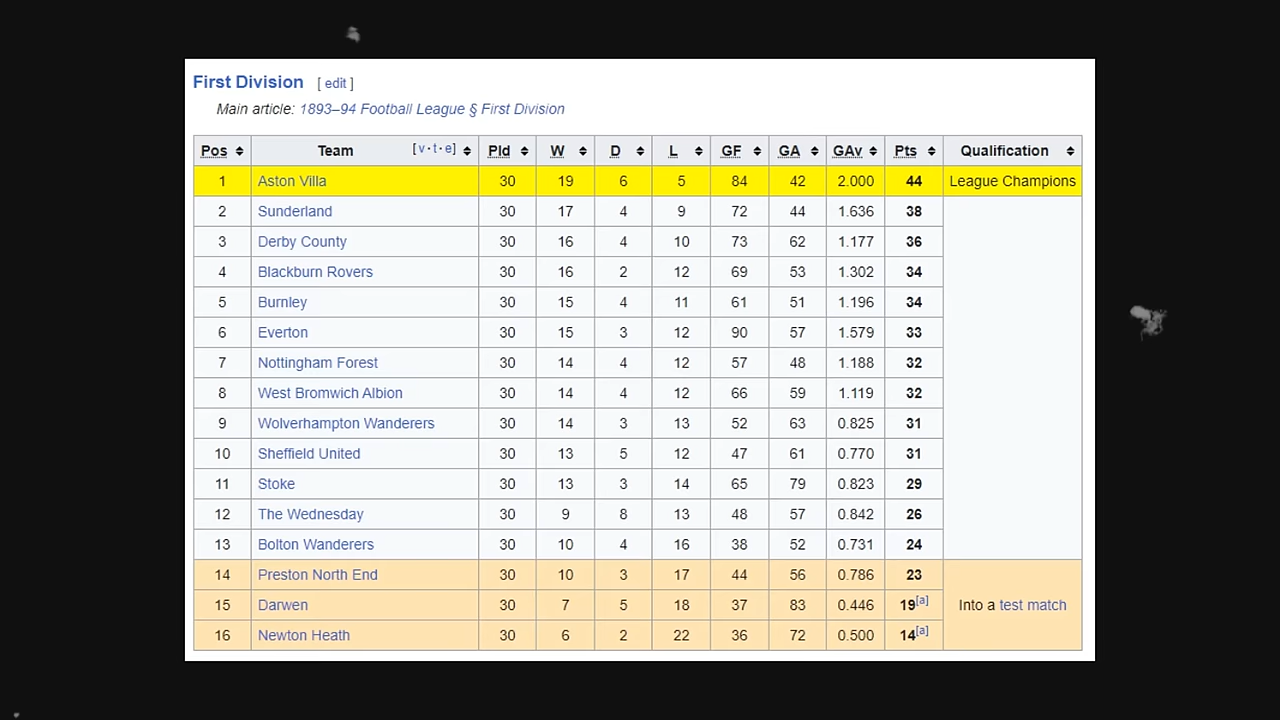 First Division [ edit ]
Main article: 1893–94 Football League § First Division
Pos Team [v·t·e] Pld W D L GF GA GAv Pts Qualification
1 Aston Villa 30 19 6 5 84 42 2.000 44 League Champions
2 Sunderland 30 17 4 9 72 44 1.636 38
3 Derby County 30 16 4 10 73 62 1.177 36
4 Blackburn Rovers 30 16 2 12 69 53 1.302 34
5 Burnley 30 15 4 11 61 51 1.196 34
6 Everton 30 15 3 12 90 57 1.579 33
7 Nottingham Forest 30 14 4 12 57 48 1.188 32
8 West Bromwich Albion 30 14 4 12 66 59 1.119 32
9 Wolverhampton Wanderers 30 14 3 13 52 63 0.825 31
10 Sheffield United 30 13 5 12 47 61 0.770 31
11 Stoke 30 13 3 14 65 79 0.823 29
12 The Wednesday 30 9 8 13 48 57 0.842 26
13 Bolton Wanderers 30 10 4 16 38 52 0.731 24
14 Preston North End 30 10 3 17 44 56 0.786 23
15 Darwen 30 7 5 18 37 83 0.446 19[a] Into a test match
16 Newton Heath 30 6 2 22 36 72 0.500 14[a]